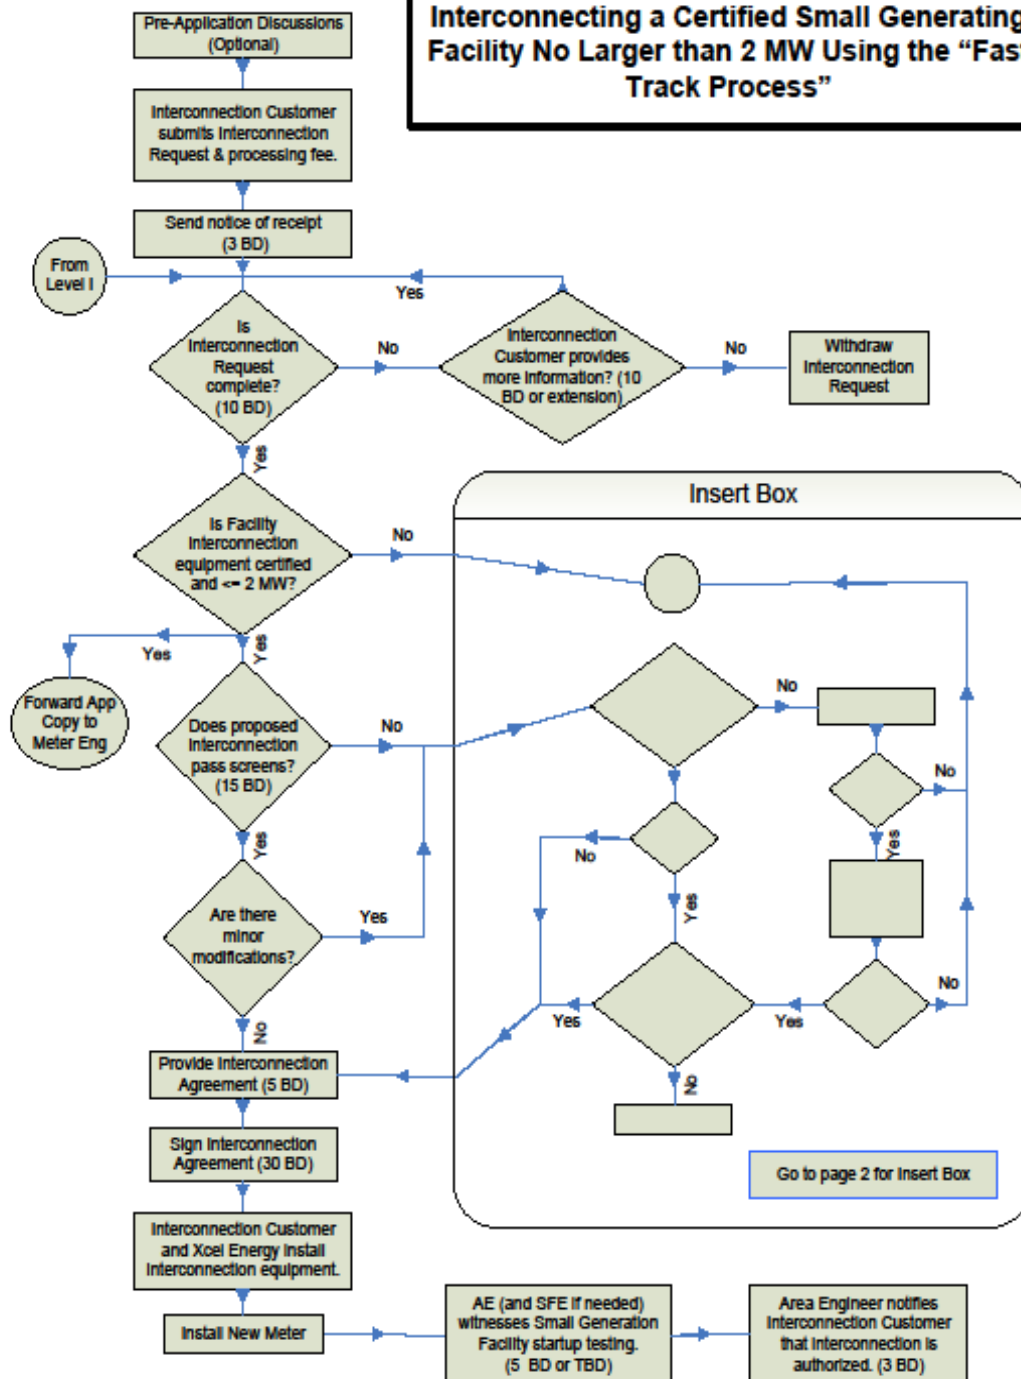 Interconnecting a Certified Small Generating
Facility No Larger than 2 MW Using the “Fast
Track Process”
Pre-Application Discussions
(Optional)
Interconnection Customer
submits Interconnection
Request & processing fee.
Send notice of receipt
(3 BD)
From
Level I
Yes
Is
Interconnection
Request
complete?
(10 BD)
No
Interconnection
Customer provides
more information? (10
BD or extension)
No
Withdraw
Interconnection
Request
Yes
Is Facility
Interconnection
equipment certified
and <= 2 MW?
No
Yes
Yes
Forward App
Copy to
Meter Eng
Does proposed
Interconnection
pass screens?
(15 BD)
No
Yes
Are there
minor
modifications?
Yes
No
Insert Box
No
No
Yes
No
Yes
No
Yes
Yes
No
Go to page 2 for Insert Box
Provide Interconnection
Agreement (5 BD)
Sign Interconnection
Agreement (30 BD)
Interconnection Customer
and Xcel Energy Install
Interconnection equipment.
Install New Meter
AE (and SFE if needed)
witnesses Small Generation
Facility startup testing.
(5 BD or TBD)
Area Engineer notifies
Interconnection Customer
that interconnection is
authorized. (3 BD)